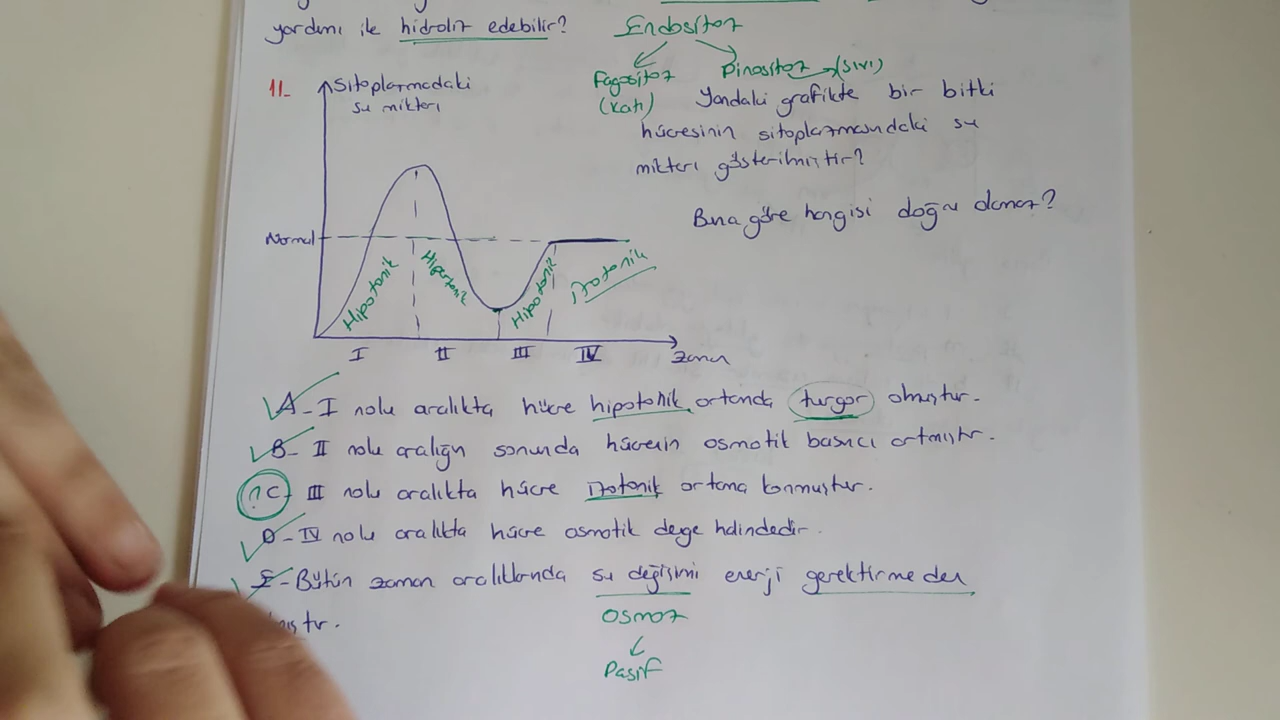 yardımı ile hidroliz edebilir?
Endositoz
Fagositoz
(katı)
Pinositoz → (sıvı)
11-
Sitoplazmadaki
su miktarı
Yandaki grafikte bir bitki
hücresinin sitoplazmasındaki su
miktarı gösterilmiştir?
Buna göre hangisi doğru olamaz?
Normal
Hipotonik
Hipertonik
Hipotonik
izotonik
I II III IV
zaman
A- I nolu aralıkta hücre hipotonik ortamda turgor olmuştur.
B- II nolu aralığın sonunda hücrenin osmotik basıncı artmıştır.
? C- III nolu aralıkta hücre izotonik ortama konmuştur.
D- IV nolu aralıkta hücre osmotik denge halindedir.
E- Bütün zaman aralıklarında su değişimi enerji gerektirmeden
mıştır.
osmoz
Pasif